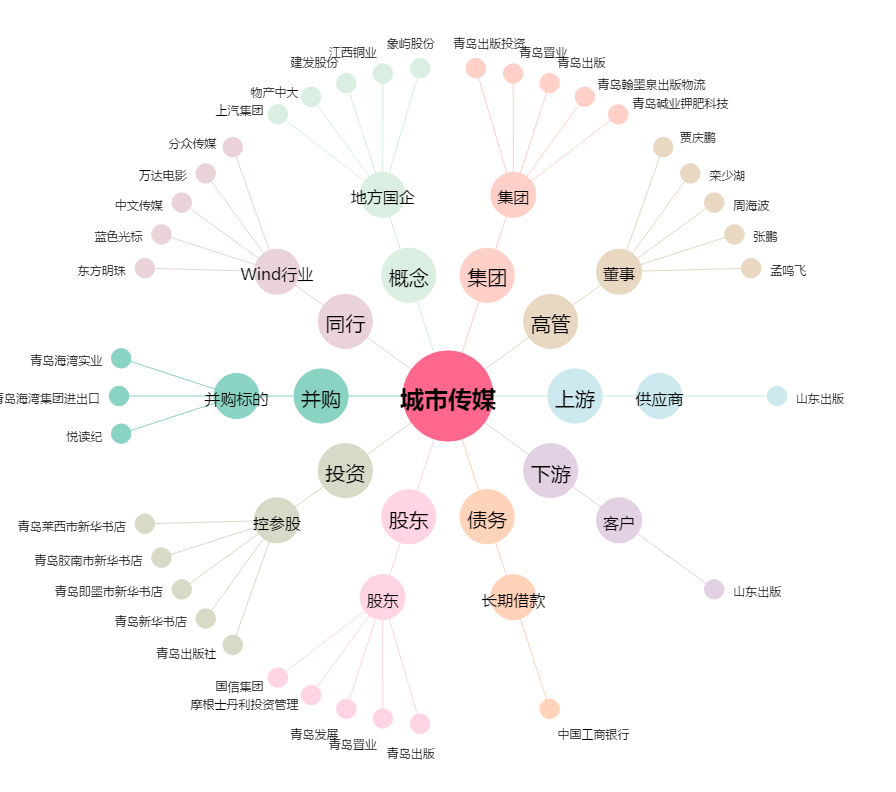 象屿股份
江西铜业
建发股份
物产中大
上汽集团
地方国企
概念
青岛出版投资
青岛置业
青岛出版
青岛翰墨泉出版物流
青岛碱业钾肥科技
集团
集团
贾庆鹏
栾少湖
周海波
张鹏
孟鸣飞
董事
高管
分众传媒
万达电影
中文传媒
蓝色光标
东方明珠
Wind行业
同行
城市传媒
青岛海湾实业
青岛海湾集团进出口
悦读纪
并购标的
并购
上游
供应商
山东出版
下游
客户
山东出版
投资
控参股
青岛莱西市新华书店
青岛胶南市新华书店
青岛即墨市新华书店
青岛新华书店
青岛出版社
股东
股东
国信集团
摩根士丹利投资管理
青岛发展
青岛置业
青岛出版
债务
长期借款
中国工商银行